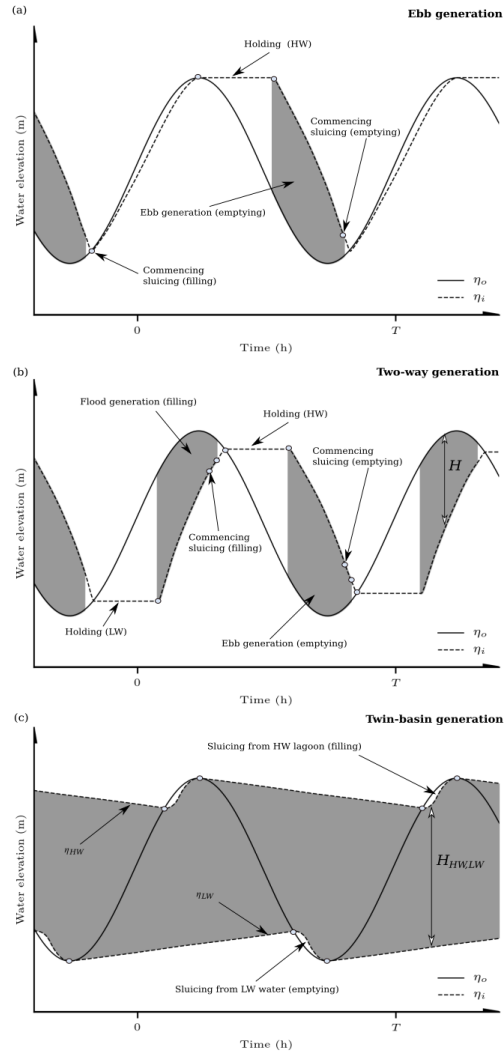 (a)
Ebb generation
Holding (HW)
Commencing
sluicing (emptying)
Ebb generation (emptying)
Commencing
sluicing (filling)
Water elevation (m)
ηo
ηi
0
T
Time (h)
(b)
Two-way generation
Flood generation (filling)
Holding (HW)
Commencing
sluicing (emptying)
H
Commencing
sluicing (filling)
Holding (LW)
Ebb generation (emptying)
Water elevation (m)
ηo
ηi
0
T
Time (h)
(c)
Twin-basin generation
Sluicing from HW lagoon (filling)
ηHW
HHW,LW
ηLW
Sluicing from LW water (emptying)
Water elevation (m)
ηo
ηi
0
T
Time (h)